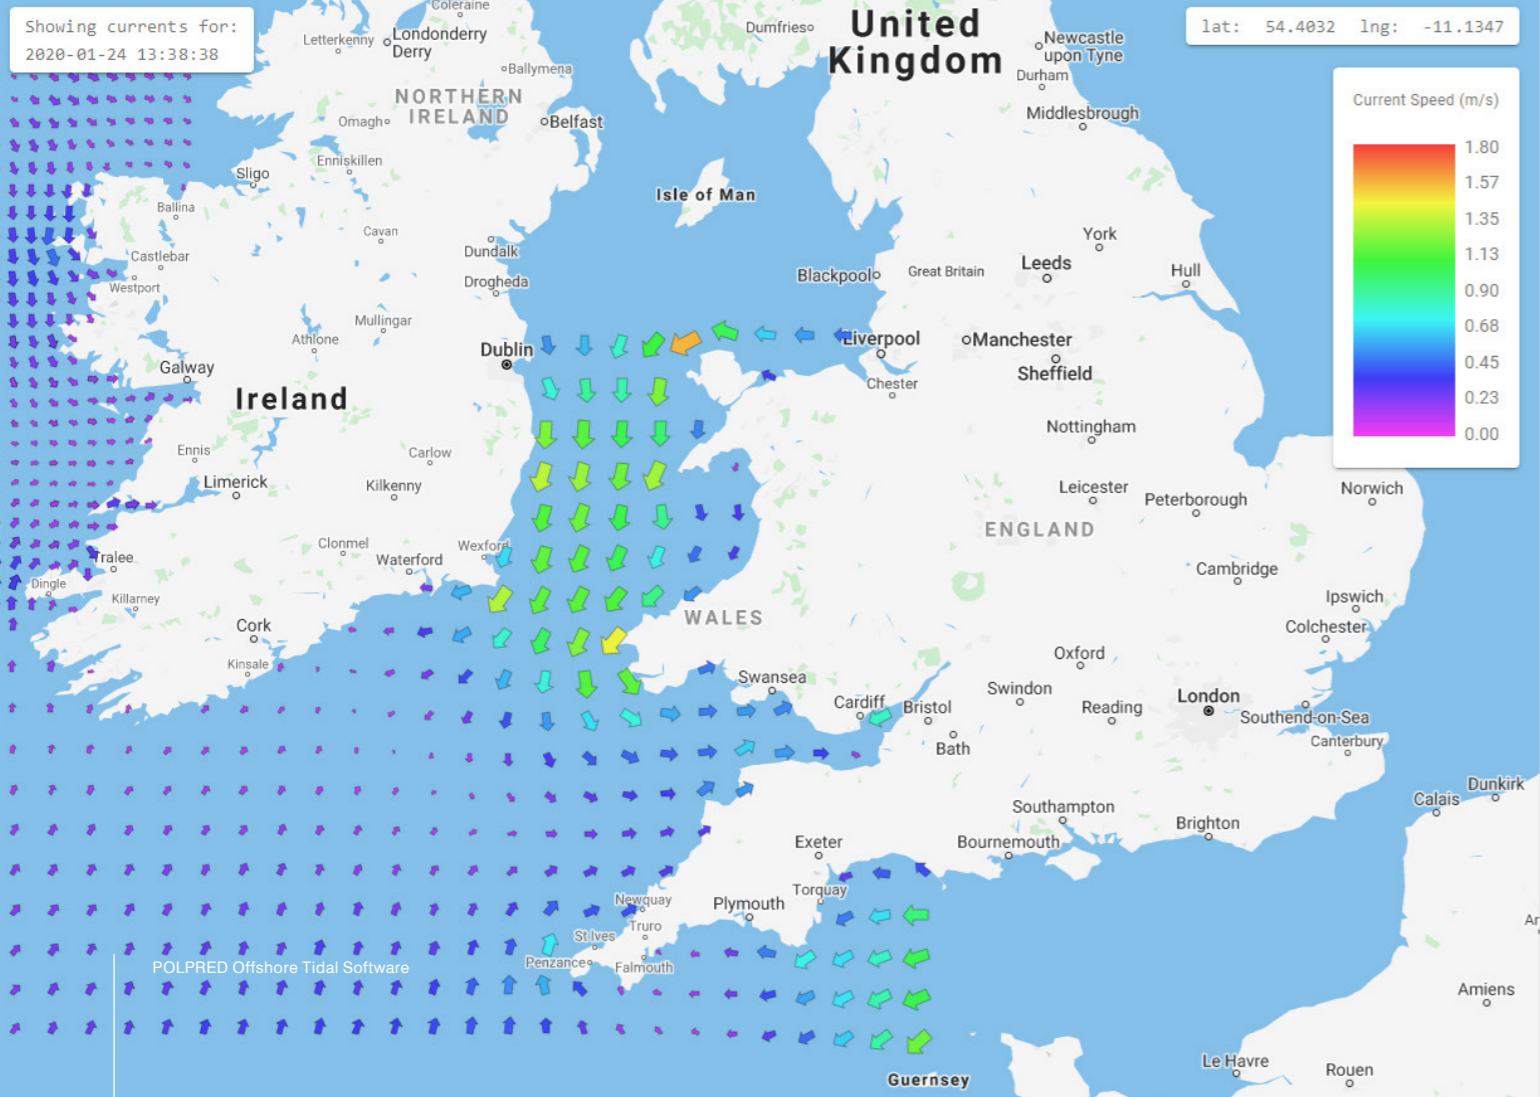 Showing currents for:
2020-01-24 13:38:38
lat: 54.4032 lng: -11.1347
Current Speed (m/s)
1.80
1.57
1.35
1.13
0.90
0.68
0.45
0.23
0.00
Coleraine
Letterkenny
Londonderry
Derry
Ballymena
NORTHERN
IRELAND
Omagh
Belfast
Enniskillen
Sligo
Ballina
Cavan
Castlebar
Westport
Dundalk
Drogheda
Mullingar
Athlone
Dublin
Galway
Ireland
Ennis
Carlow
Limerick
Kilkenny
Clonmel
Wexford
Waterford
Tralee
Dingle
Killarney
Cork
Kinsale
Dumfries
United
Kingdom
Newcastle
upon Tyne
Durham
Middlesbrough
Isle of Man
York
Leeds
Hull
Blackpool
Great Britain
Liverpool
Manchester
Sheffield
Chester
Nottingham
Leicester
Peterborough
Norwich
ENGLAND
Cambridge
Ipswich
Colchester
WALES
Oxford
Swansea
Swindon
Cardiff
Bristol
Reading
London
Southend-on-Sea
Bath
Canterbury
Dunkirk
Calais
Southampton
Brighton
Bournemouth
Exeter
Torquay
Plymouth
Newquay
Truro
St Ives
Penzance
Falmouth
Ar
Amiens
Le Havre
Rouen
Guernsey
POLPRED Offshore Tidal Software